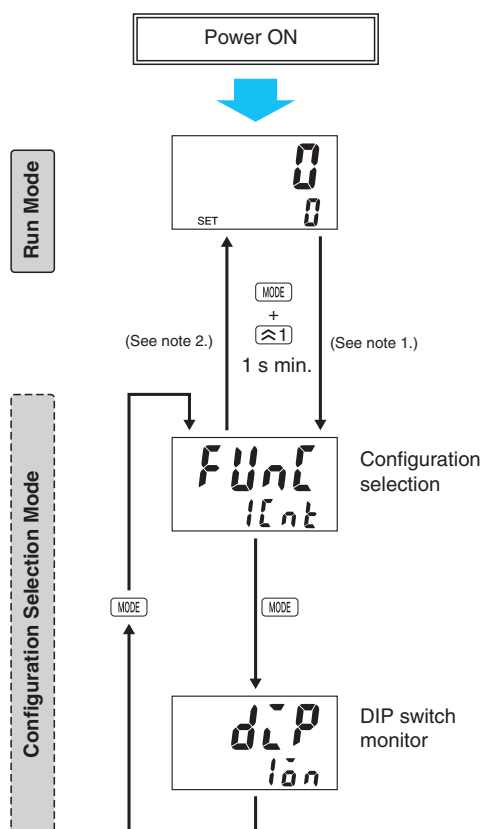 Power ON
Run Mode
0
SET 0
MODE
+
1
1 s min.
(See note 2.)
(See note 1.)
Configuration Selection Mode
FUnC
1Cnt
Configuration
selection
MODE
MODE
diP
1on
DIP switch
monitor